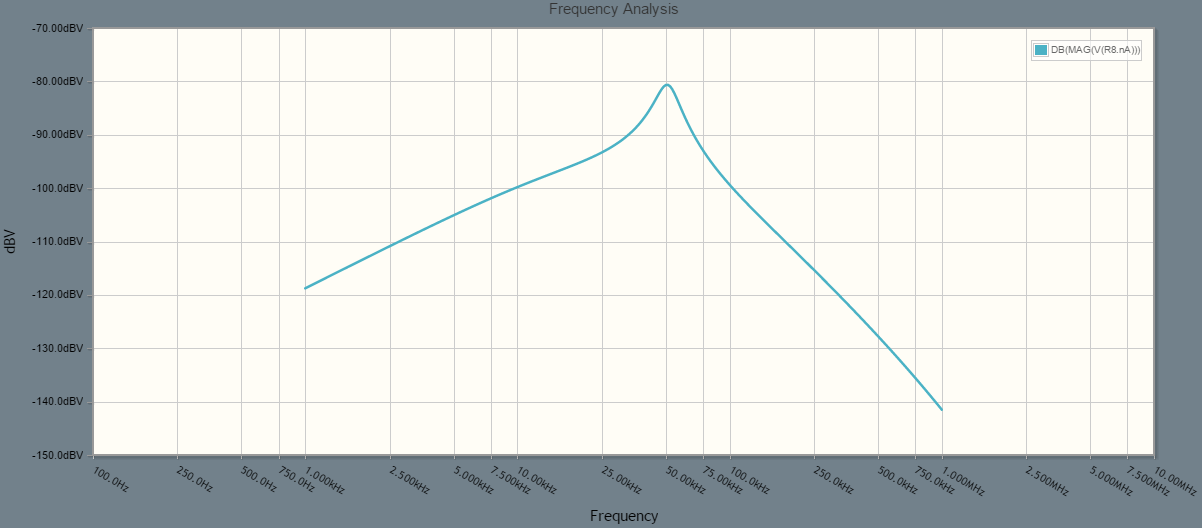 Frequency Analysis
DB(MAG(V(R8.nA)))
-70.00dBV
-80.00dBV
-90.00dBV
-100.0dBV
-110.0dBV
-120.0dBV
-130.0dBV
-140.0dBV
-150.0dBV
dBV
100.0Hz
250.0Hz
500.0Hz
750.0Hz
1.000kHz
2.500kHz
5.000kHz
7.500kHz
10.00kHz
25.00kHz
50.00kHz
75.00kHz
100.0kHz
250.0kHz
500.0kHz
750.0kHz
1.000MHz
2.500MHz
5.000MHz
7.500MHz
10.00MHz
Frequency